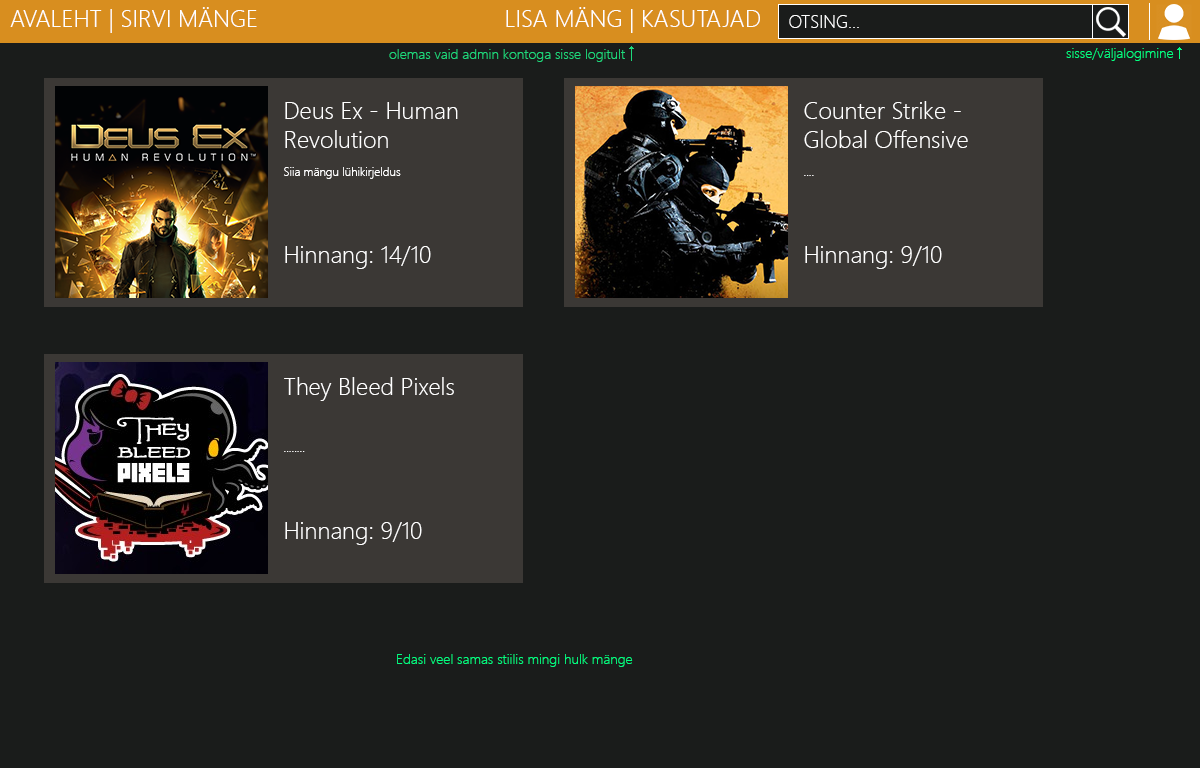 AVALEHT | SIRVI MÄNGE
LISA MÄNG | KASUTAJAD
OTSING...
olemas vaid admin kontoga sisse logitult ↑
sisse/väljalogimine ↑
DEUS EX
HUMAN REVOLUTION™
Deus Ex - Human
Revolution
Siia mängu lühikirjeldus
Hinnang: 14/10
Counter Strike -
Global Offensive
....
Hinnang: 9/10
THEY
BLEED
PIXELS
They Bleed Pixels
........
Hinnang: 9/10
Edasi veel samas stiilis mingi hulk mänge